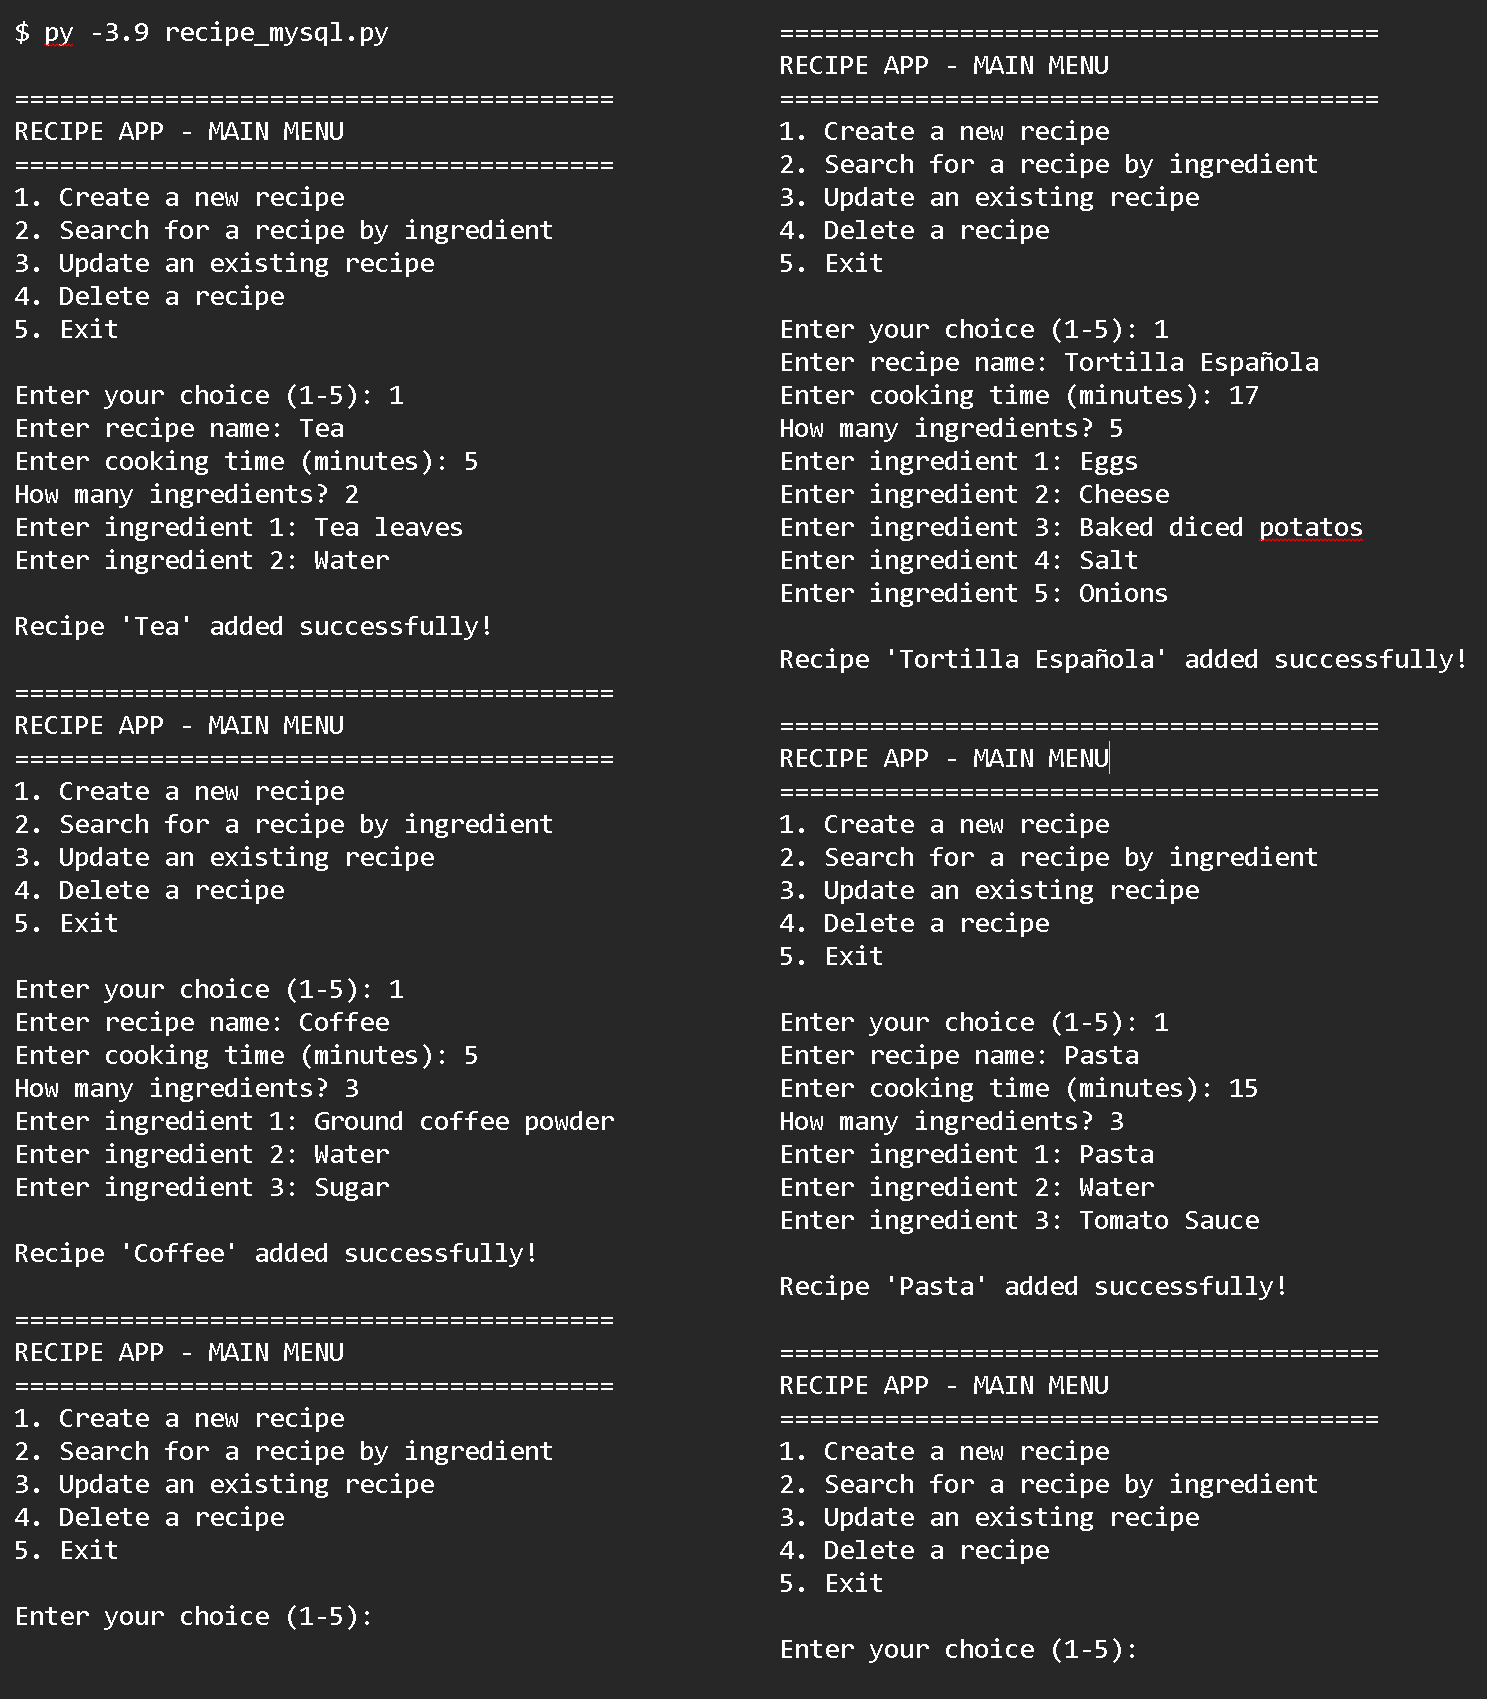 $ py -3.9 recipe_mysql.py
========================================
RECIPE APP - MAIN MENU
========================================
1. Create a new recipe
2. Search for a recipe by ingredient
3. Update an existing recipe
4. Delete a recipe
5. Exit
Enter your choice (1-5): 1
Enter recipe name: Tea
Enter cooking time (minutes): 5
How many ingredients? 2
Enter ingredient 1: Tea leaves
Enter ingredient 2: Water
Recipe 'Tea' added successfully!
========================================
RECIPE APP - MAIN MENU
========================================
1. Create a new recipe
2. Search for a recipe by ingredient
3. Update an existing recipe
4. Delete a recipe
5. Exit
Enter your choice (1-5): 1
Enter recipe name: Coffee
Enter cooking time (minutes): 5
How many ingredients? 3
Enter ingredient 1: Ground coffee powder
Enter ingredient 2: Water
Enter ingredient 3: Sugar
Recipe 'Coffee' added successfully!
========================================
RECIPE APP - MAIN MENU
========================================
1. Create a new recipe
2. Search for a recipe by ingredient
3. Update an existing recipe
4. Delete a recipe
5. Exit
Enter your choice (1-5):
========================================
RECIPE APP - MAIN MENU
========================================
1. Create a new recipe
2. Search for a recipe by ingredient
3. Update an existing recipe
4. Delete a recipe
5. Exit
Enter your choice (1-5): 1
Enter recipe name: Tortilla Española
Enter cooking time (minutes): 17
How many ingredients? 5
Enter ingredient 1: Eggs
Enter ingredient 2: Cheese
Enter ingredient 3: Baked diced potatos
Enter ingredient 4: Salt
Enter ingredient 5: Onions
Recipe 'Tortilla Española' added successfully!
========================================
RECIPE APP - MAIN MENU
========================================
1. Create a new recipe
2. Search for a recipe by ingredient
3. Update an existing recipe
4. Delete a recipe
5. Exit
Enter your choice (1-5): 1
Enter recipe name: Pasta
Enter cooking time (minutes): 15
How many ingredients? 3
Enter ingredient 1: Pasta
Enter ingredient 2: Water
Enter ingredient 3: Tomato Sauce
Recipe 'Pasta' added successfully!
========================================
RECIPE APP - MAIN MENU
========================================
1. Create a new recipe
2. Search for a recipe by ingredient
3. Update an existing recipe
4. Delete a recipe
5. Exit
Enter your choice (1-5):